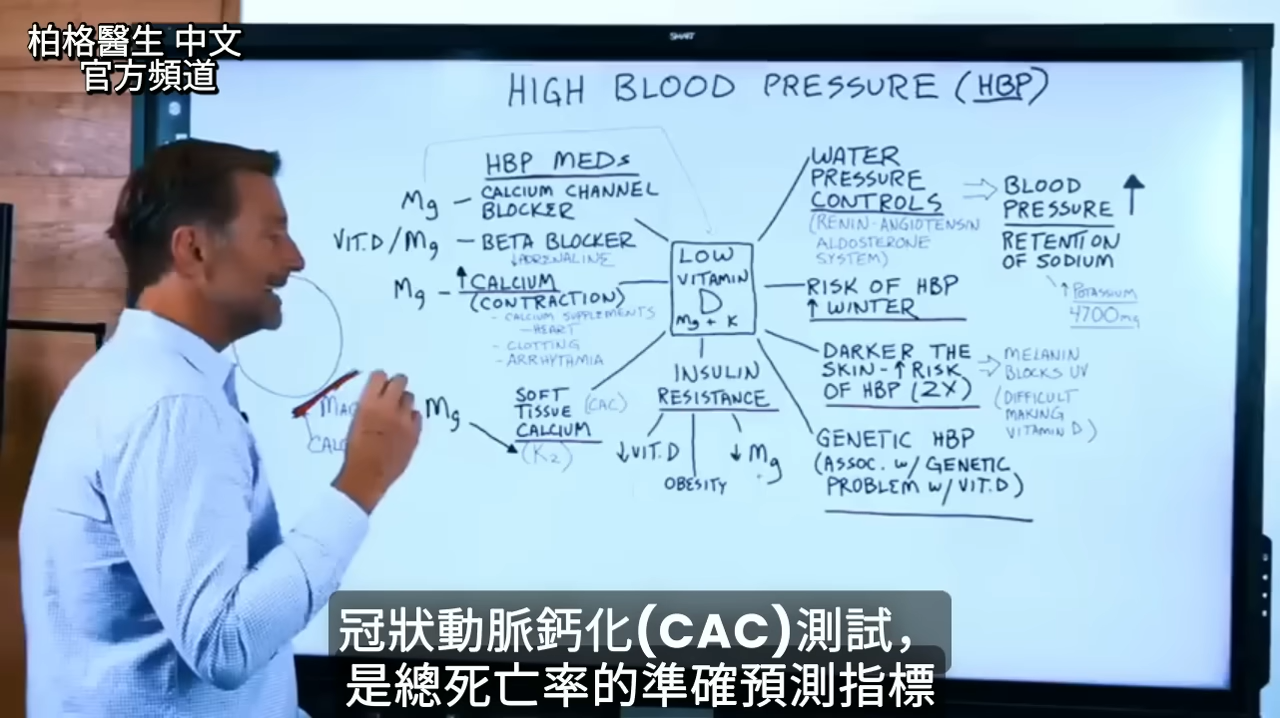 柏格醫生 中文
官方頻道
SMART
HIGH BLOOD PRESSURE (HBP)
HBP MEDS
Mg - CALCIUM CHANNEL
BLOCKER
VIT.D/Mg - BETA BLOCKER
↓ADRENALINE
Mg - ↑CALCIUM
(CONTRACTION)
- CALCIUM SUPPLEMENTS
- HEART
- CLOTTING
- ARRHYTHMIA
Mg
SOFT
TISSUE (CAC)
CALCIUM
(K2)
LOW
VITAMIN
D
Mg + K
INSULIN
RESISTANCE
↓VIT.D
OBESITY
↓Mg
WATER
PRESSURE
CONTROLS
(RENIN-ANGIOTENSIN
ALDOSTERONE
SYSTEM)
BLOOD
PRESSURE ↑
RETENTION
OF SODIUM
↑POTASSIUM
4700mg
RISK OF HBP
↑ WINTER
DARKER THE
SKIN-↑RISK
OF HBP (2X)
MELANIN
BLOCKS UV
(DIFFICULT
MAKING
VITAMIN D)
GENETIC HBP
(ASSOC. W/ GENETIC
PROBLEM W/ VIT.D)
冠狀動脈鈣化(CAC)測試，
是總死亡率的準確預測指標